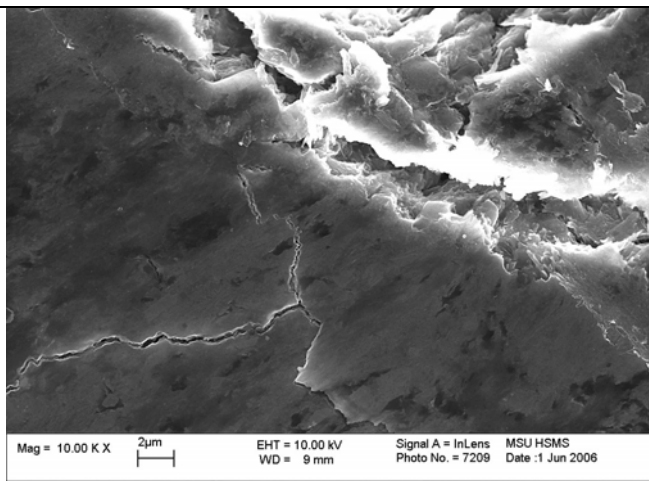 Mag = 10.00 K X
2µm
EHT = 10.00 kV
WD = 9 mm
Signal A = InLens
Photo No. = 7209
MSU HSMS
Date :1 Jun 2006